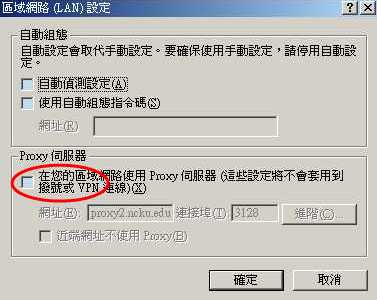 區域網路 (LAN) 設定
自動組態
自動設定會取代手動設定。要確保使用手動設定，請停用自動設
定。
自動偵測設定(A)
使用自動組態指令碼(S)
網址(R)
Proxy 伺服器
在您的區域網路使用 Proxy 伺服器 (這些設定將不會套用到
撥號或 VPN 連線)(X)
網址(E): proxy2.ncku.edu 連接埠(T): 3128 進階(C)...
近端網址不使用 Proxy(B)
確定 取消